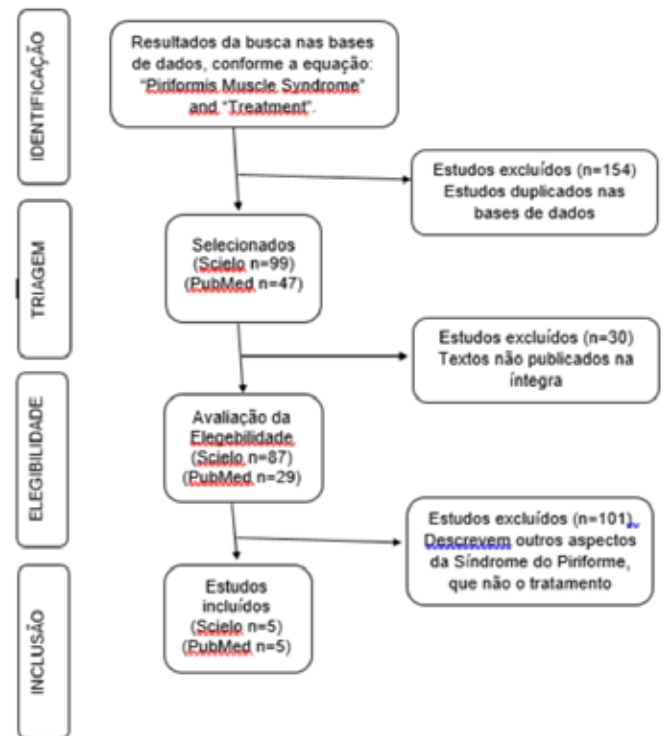 IDENTIFICAÇÃO
Resultados da busca nas bases
de dados, conforme a equação:
“Piriformis Muscle Syndrome”
and “Treatment”.
Estudos excluídos (n=154)
Estudos duplicados nas
bases de dados
TRIAGEM
Selecionados
(Scielo n=99)
(PubMed n=47)
Estudos excluídos (n=30)
Textos não publicados na
íntegra
ELEGIBILIDADE
Avaliação da
Elegebilidade
(Scielo n=87)
(PubMed n=29)
Estudos excluídos (n=101)
Descrevem outros aspectos
da Síndrome do Piriforme,
que não o tratamento
INCLUSÃO
Estudos
incluídos
(Scielo n=5)
(PubMed n=5)